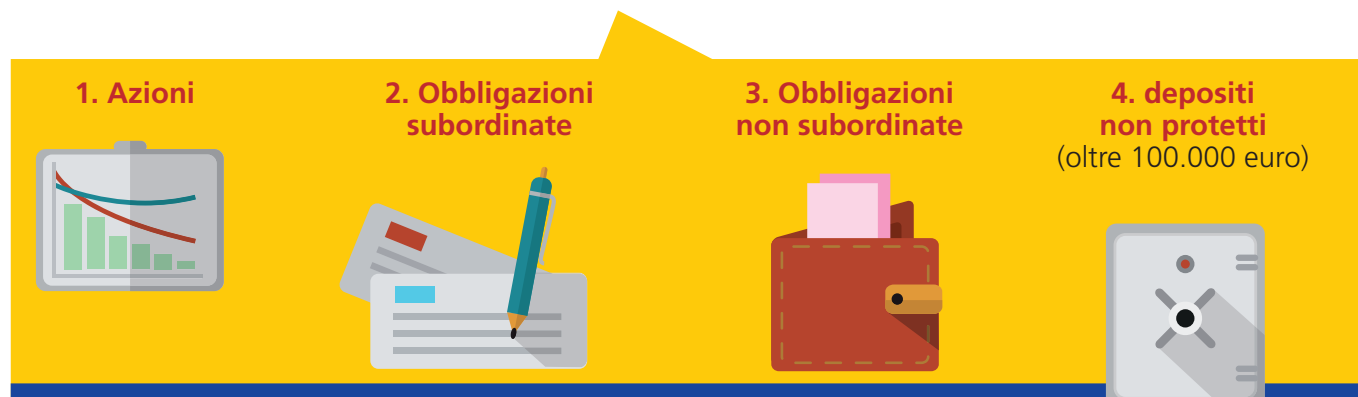 1. Azioni
2. Obbligazioni
subordinate
3. Obbligazioni
non subordinate
4. depositi
non protetti
(oltre 100.000 euro)